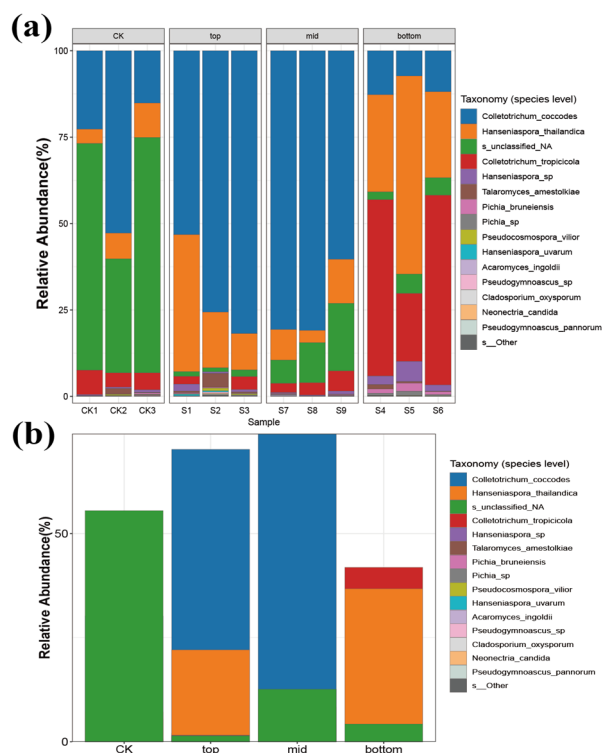 (a)
CK top mid bottom
100
75
50
25
0
Relative Abundance(%)
CK1 CK2 CK3 S1 S2 S3 S7 S8 S9 S4 S5 S6
Sample
Taxonomy (species level)
Colletotrichum_coccodes
Hanseniaspora_thailandica
s_unclassified_NA
Colletotrichum_tropicicola
Hanseniaspora_sp
Talaromyces_amestolkiae
Pichia_bruneiensis
Pichia_sp
Pseudocosmospora_vilior
Hanseniaspora_uvarum
Acaromyces_ingoldii
Pseudogymnoascus_sp
Cladosporium_oxysporum
Neonectria_candida
Pseudogymnoascus_pannorum
s__Other
(b)
50
0
Relative Abundance(%)
CK top mid bottom
Taxonomy (species level)
Colletotrichum_coccodes
Hanseniaspora_thailandica
s_unclassified_NA
Colletotrichum_tropicicola
Hanseniaspora_sp
Talaromyces_amestolkiae
Pichia_bruneiensis
Pichia_sp
Pseudocosmospora_vilior
Hanseniaspora_uvarum
Acaromyces_ingoldii
Pseudogymnoascus_sp
Cladosporium_oxysporum
Neonectria_candida
Pseudogymnoascus_pannorum
s__Other